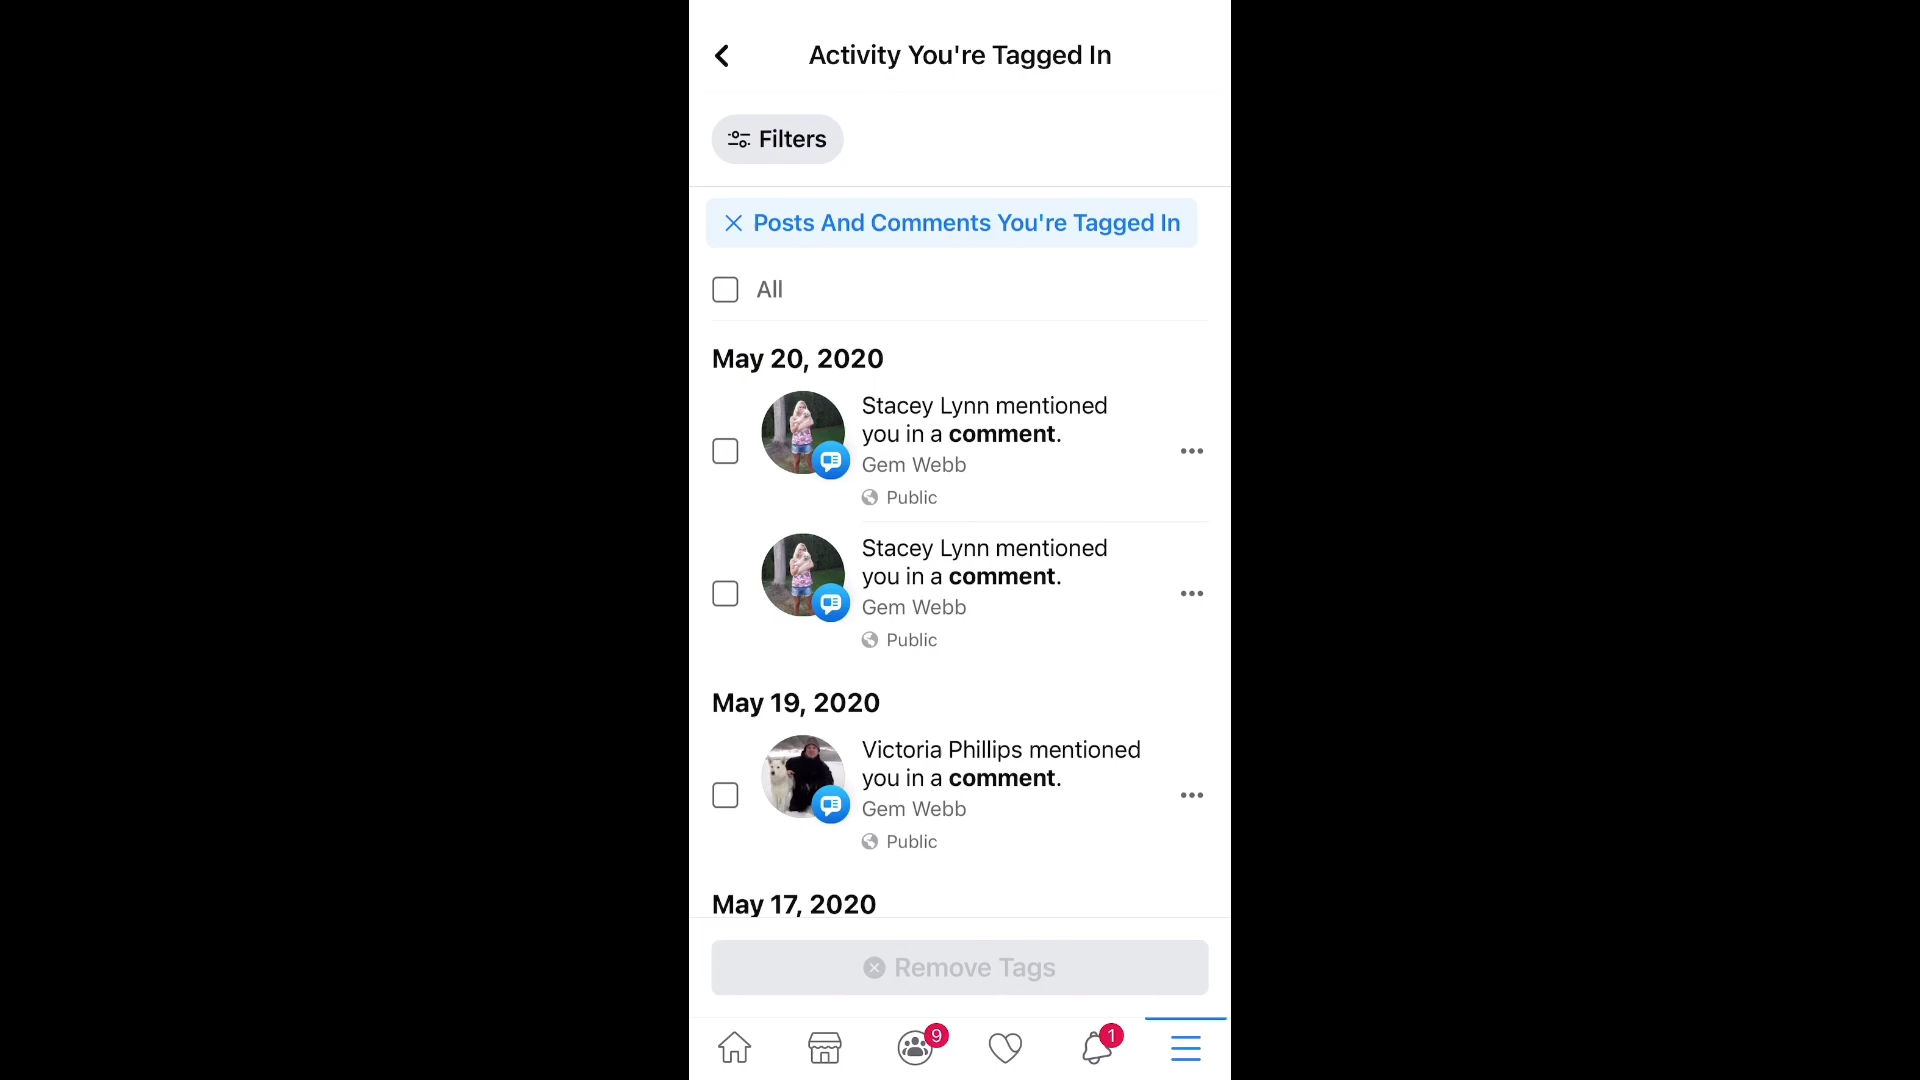 Activity You're Tagged In
Filters
Posts And Comments You're Tagged In
All
May 20, 2020
Stacey Lynn mentioned
you in a comment.
Gem Webb
Public
Stacey Lynn mentioned
you in a comment.
Gem Webb
Public
May 19, 2020
Victoria Phillips mentioned
you in a comment.
Gem Webb
Public
May 17, 2020
Remove Tags
9
1